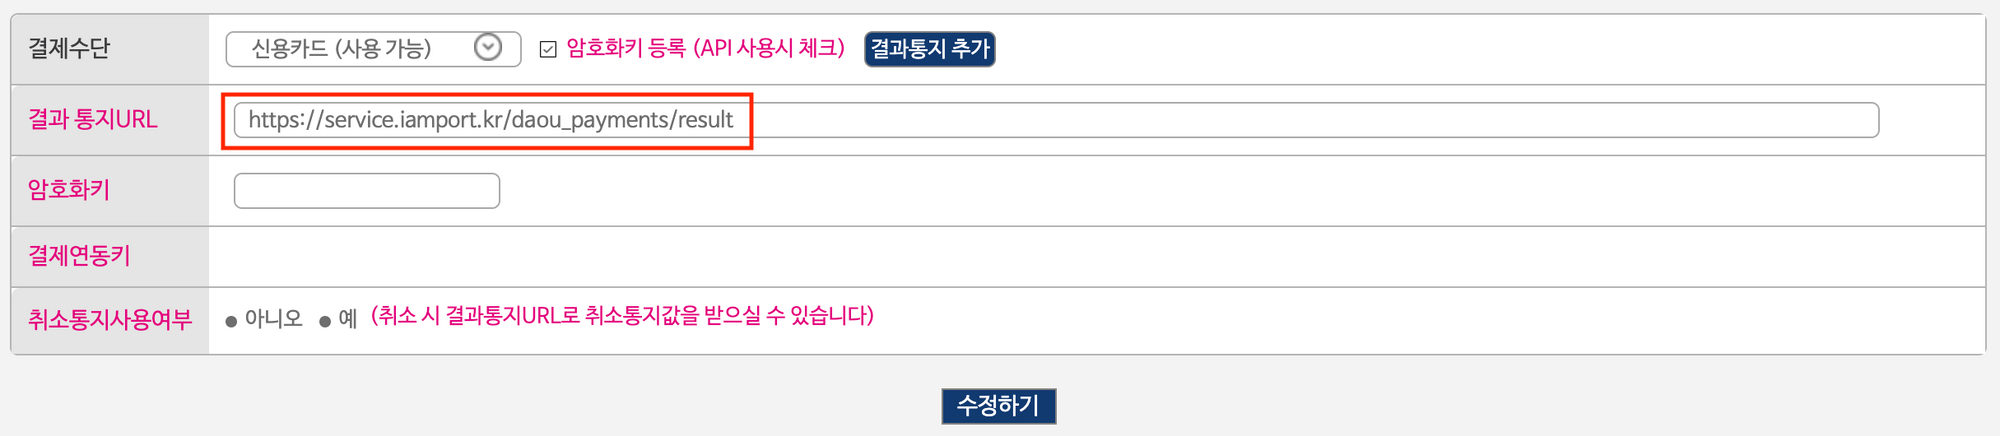 결제수단 신용카드 (사용 가능) 암호화키 등록 (API 사용시 체크) 결과통지 추가
결과 통지URL https://service.iamport.kr/daou_payments/result
암호화키
결제연동키
취소통지사용여부 아니오 예 (취소 시 결과통지URL로 취소통지값을 받으실 수 있습니다)
수정하기